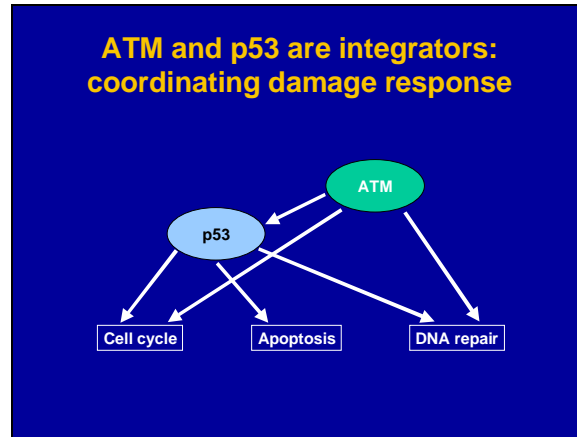 ATM and p53 are integrators:
coordinating damage response
ATM
p53
Cell cycle
Apoptosis
DNA repair